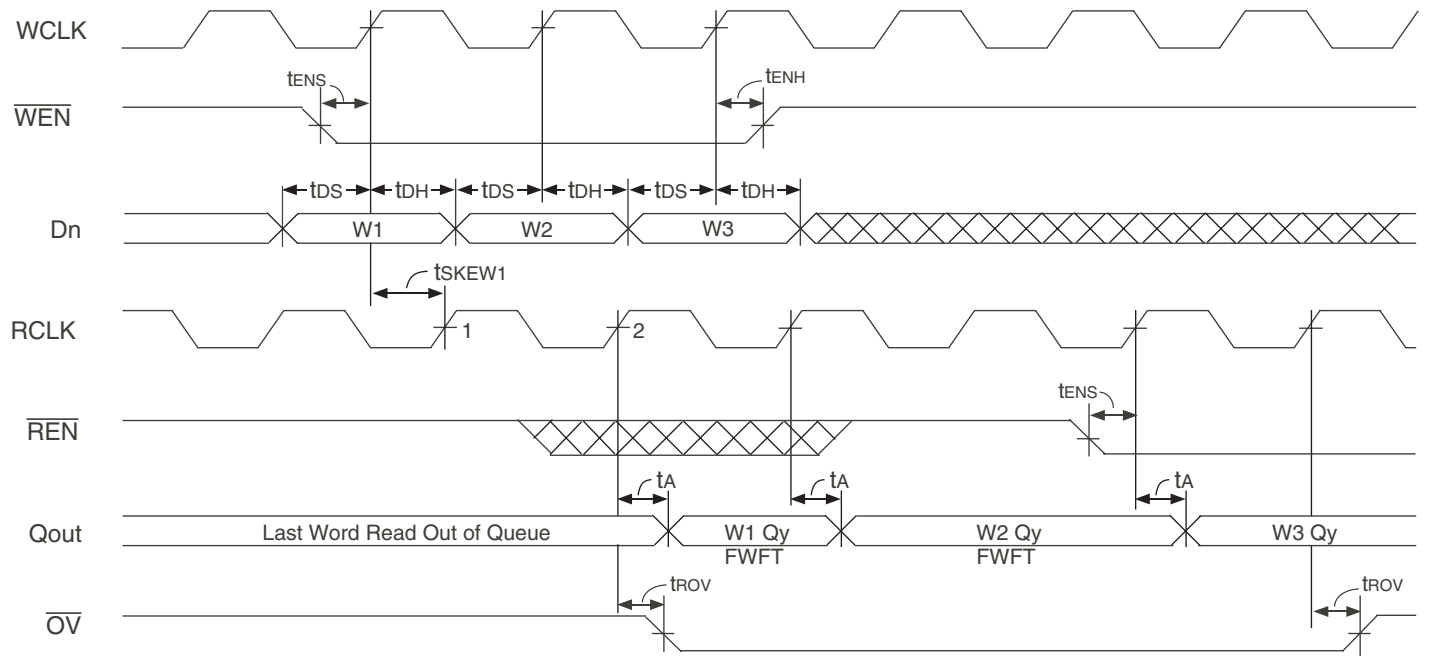 WCLK
tENS
tENH
WEN
tDS tDH tDS tDH tDS tDH
Dn W1 W2 W3
tSKEW1
RCLK 1 2
tENS
REN
tA tA tA
Qout Last Word Read Out of Queue W1 Qy W2 Qy W3 Qy
FWFT FWFT
tROV tROV
OV